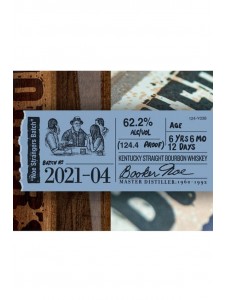 "Noe Strangers Batch"
BATCH Nº
2021-04
62.2%
ALC/VOL
(124.4 PROOF)
AGE
6 YRS 6 MO
12 DAYS
KENTUCKY STRAIGHT BOURBON WHISKEY
Booker Noe
MASTER DISTILLER, 1960-1992